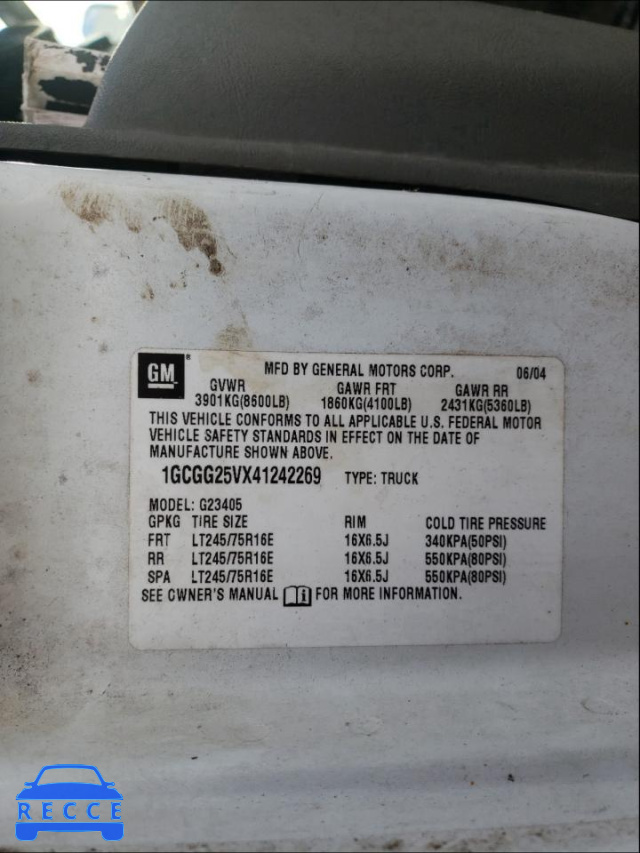 GM®
MFD BY GENERAL MOTORS CORP. 06/04
GVWR GAWR FRT GAWR RR
3901KG(8600LB) 1860KG(4100LB) 2431KG(5360LB)
THIS VEHICLE CONFORMS TO ALL APPLICABLE U.S. FEDERAL MOTOR
VEHICLE SAFETY STANDARDS IN EFFECT ON THE DATE OF
MANUFACTURE SHOWN ABOVE.
1GCGG25VX41242269 TYPE: TRUCK
MODEL: G23405
GPKG TIRE SIZE RIM COLD TIRE PRESSURE
FRT LT245/75R16E 16X6.5J 340KPA(50PSI)
RR LT245/75R16E 16X6.5J 550KPA(80PSI)
SPA LT245/75R16E 16X6.5J 550KPA(80PSI)
SEE OWNER'S MANUAL FOR MORE INFORMATION.
RECCE